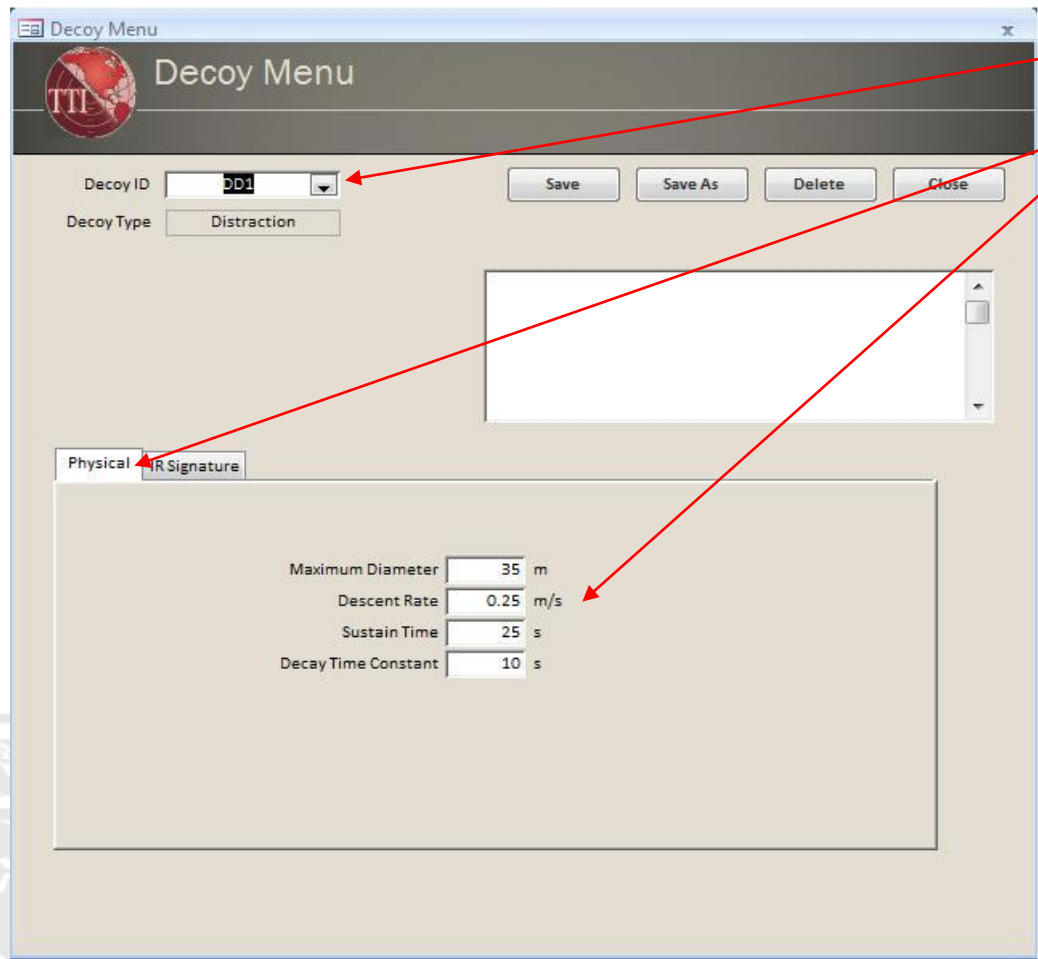 Decoy Menu x
Decoy Menu
TTI
Decoy ID DD1 Save Save As Delete Close
Decoy Type Distraction
Physical IR Signature
Maximum Diameter 35 m
Descent Rate 0.25 m/s
Sustain Time 25 s
Decay Time Constant 10 s